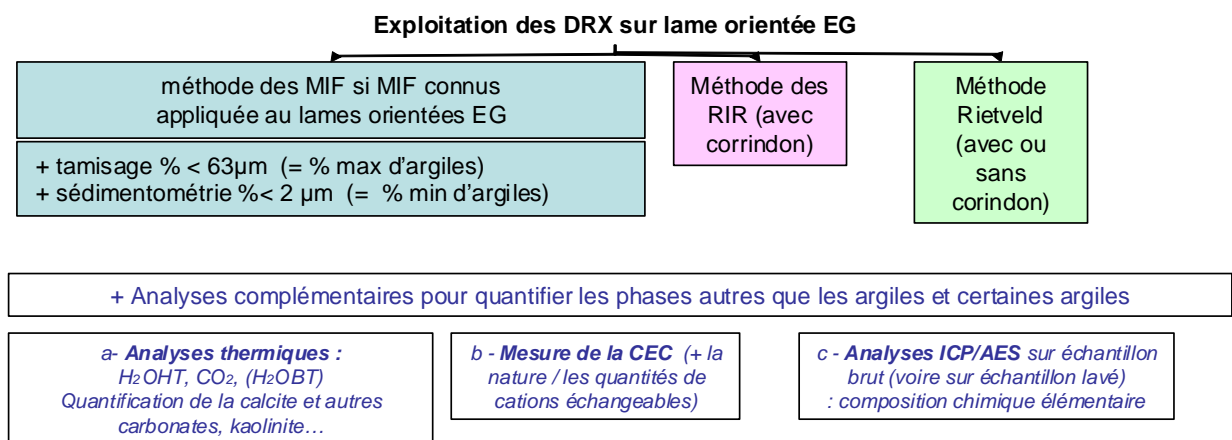 Exploitation des DRX sur lame orientée EG
méthode des MIF si MIF connus
appliquée au lames orientées EG
+ tamisage % < 63µm (= % max d'argiles)
+ sédimentométrie %< 2 µm (= % min d'argiles)
Méthode des
RIR (avec
corrindon)
Méthode
Rietveld
(avec ou
sans
corindon)
+ Analyses complémentaires pour quantifier les phases autres que les argiles et certaines argiles
a- Analyses thermiques :
H2OHT, CO2, (H2OBT)
Quantification de la calcite et autres
carbonates, kaolinite…
b - Mesure de la CEC (+ la
nature / les quantités de
cations échangeables)
c - Analyses ICP/AES sur échantillon
brut (voire sur échantillon lavé)
: composition chimique élémentaire